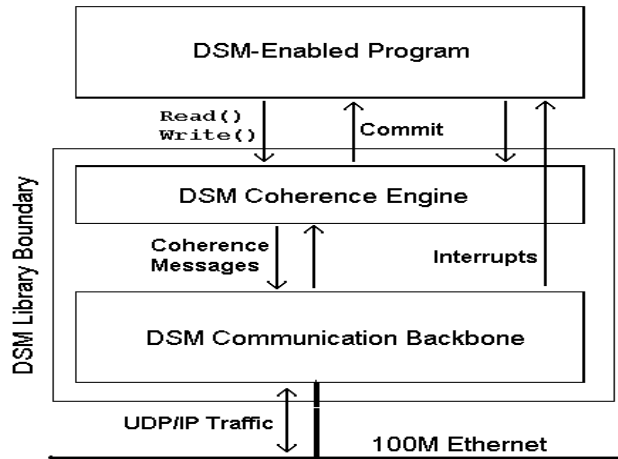 DSM-Enabled Program
Read()
Write()
Commit
DSM Library Boundary
DSM Coherence Engine
Coherence
Messages
Interrupts
DSM Communication Backbone
UDP/IP Traffic
100M Ethernet